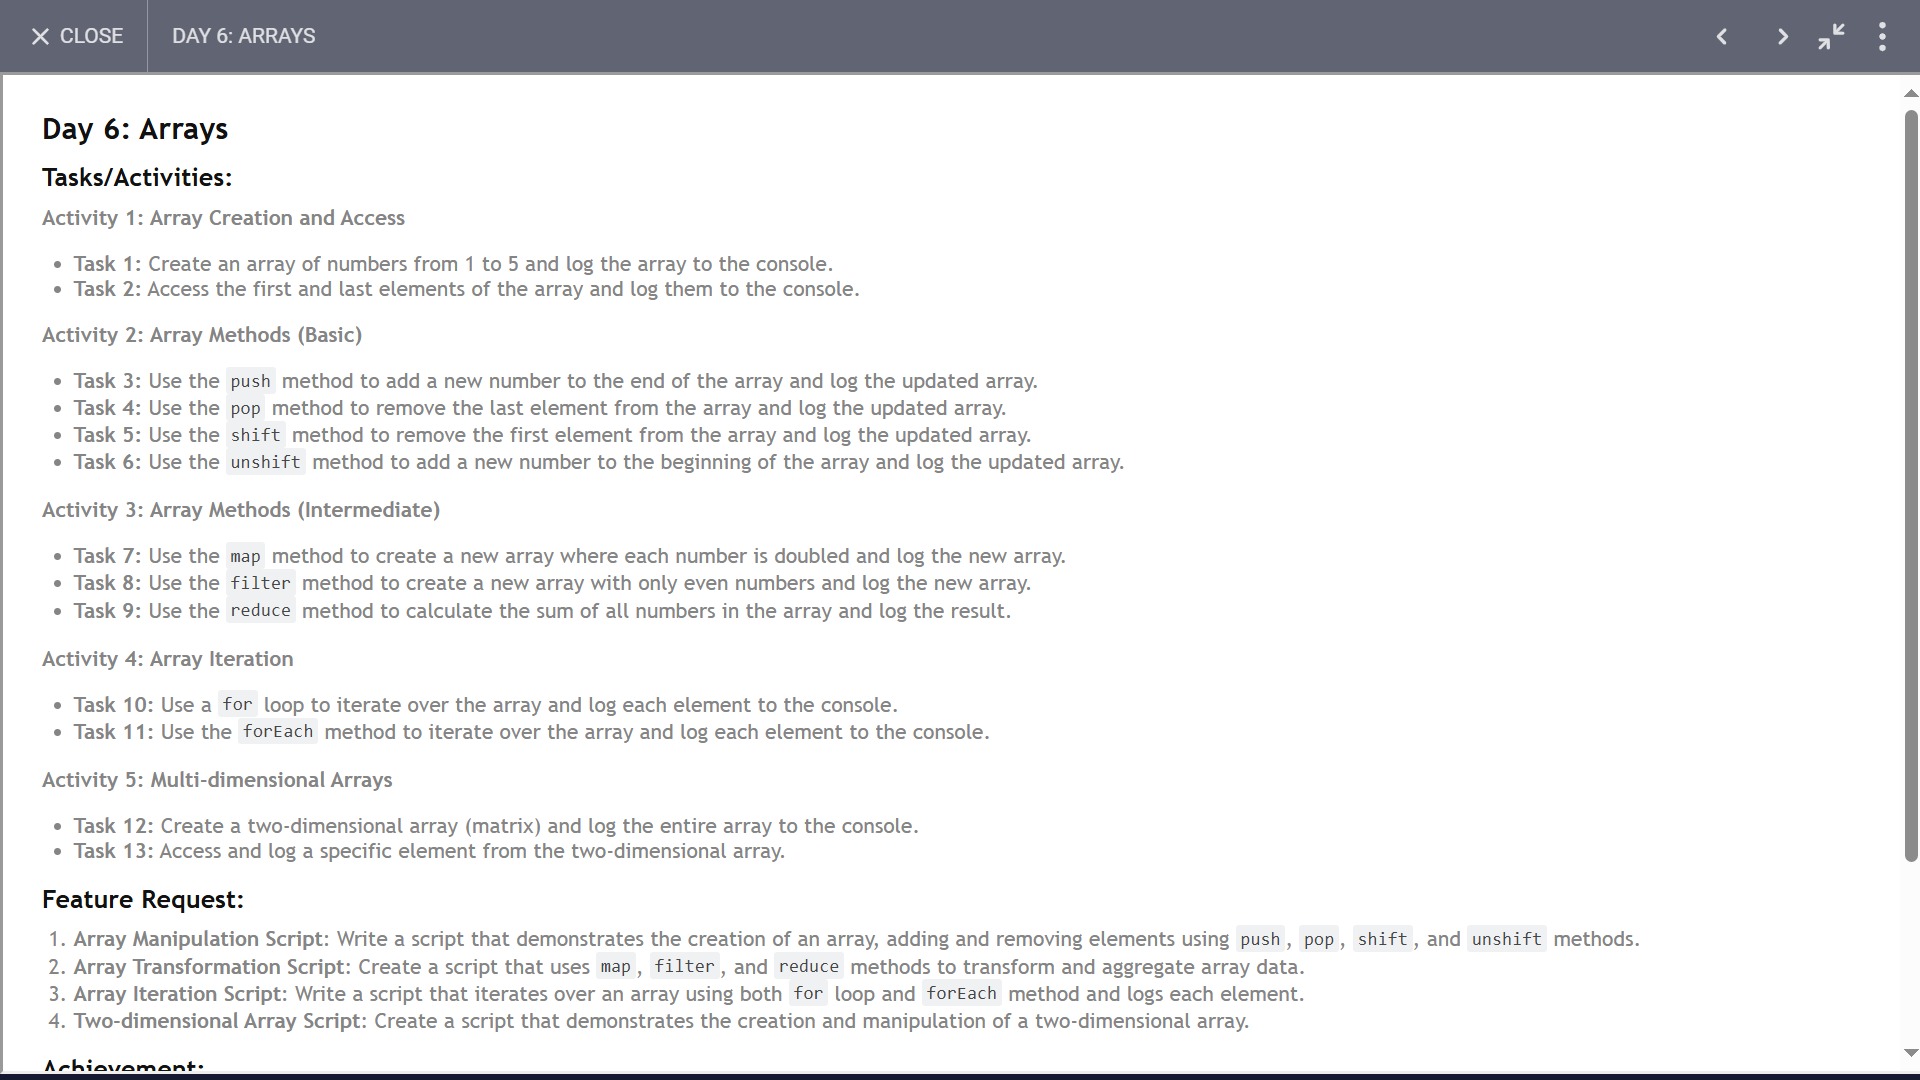 CLOSE
DAY 6: ARRAYS
Day 6: Arrays
Tasks/Activities:
Activity 1: Array Creation and Access
Task 1: Create an array of numbers from 1 to 5 and log the array to the console.
Task 2: Access the first and last elements of the array and log them to the console.
Activity 2: Array Methods (Basic)
Task 3: Use the push method to add a new number to the end of the array and log the updated array.
Task 4: Use the pop method to remove the last element from the array and log the updated array.
Task 5: Use the shift method to remove the first element from the array and log the updated array.
Task 6: Use the unshift method to add a new number to the beginning of the array and log the updated array.
Activity 3: Array Methods (Intermediate)
Task 7: Use the map method to create a new array where each number is doubled and log the new array.
Task 8: Use the filter method to create a new array with only even numbers and log the new array.
Task 9: Use the reduce method to calculate the sum of all numbers in the array and log the result.
Activity 4: Array Iteration
Task 10: Use a for loop to iterate over the array and log each element to the console.
Task 11: Use the forEach method to iterate over the array and log each element to the console.
Activity 5: Multi-dimensional Arrays
Task 12: Create a two-dimensional array (matrix) and log the entire array to the console.
Task 13: Access and log a specific element from the two-dimensional array.
Feature Request:
1. Array Manipulation Script: Write a script that demonstrates the creation of an array, adding and removing elements using push, pop, shift, and unshift methods.
2. Array Transformation Script: Create a script that uses map, filter, and reduce methods to transform and aggregate array data.
3. Array Iteration Script: Write a script that iterates over an array using both for loop and forEach method and logs each element.
4. Two-dimensional Array Script: Create a script that demonstrates the creation and manipulation of a two-dimensional array.
Achievement: